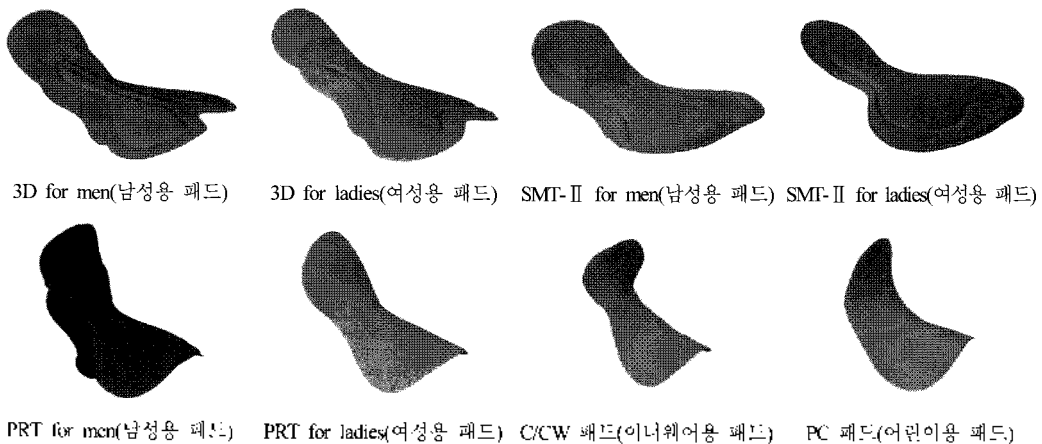 3D for men(남성용 패드)
3D for ladies(여성용 패드)
SMT-Ⅱ for men(남성용 패드)
SMT-Ⅱ for ladies(여성용 패드)
PRT for men(남성용 패드)
PRT for ladies(여성용 패드)
C/CW 패드(이너웨어용 패드)
PC 패드(어린이용 패드)